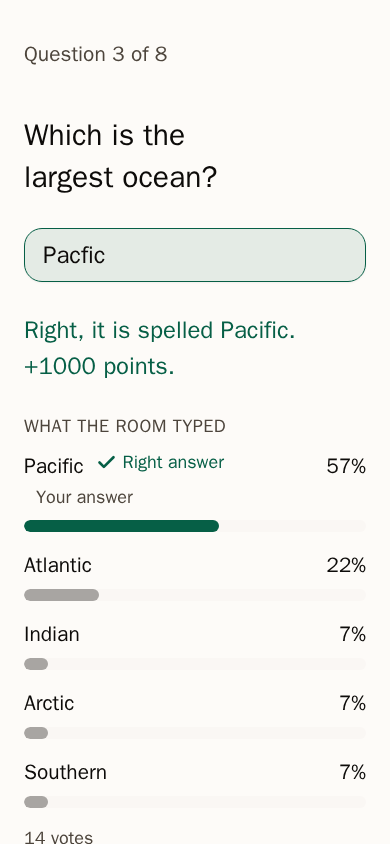 Question 3 of 8
Which is the
largest ocean?
Pacfic
Right, it is spelled Pacific.
+1000 points.
WHAT THE ROOM TYPED
Pacific Right answer 57%
Your answer
Atlantic 22%
Indian 7%
Arctic 7%
Southern 7%
14 votes